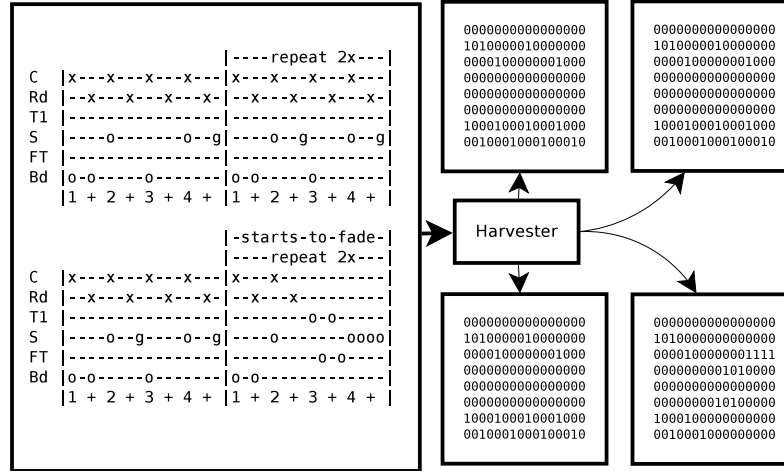 |----repeat 2x---|
C |x---x---x---x---|x---x---x---x---|
Rd |--x---x---x---x-|--x---x---x---x-|
T1 |----------------|----------------|
S |----o-------o--g|----o--g----o--g|
FT |----------------|----------------|
Bd |o-o-----o-------|o-o-----o-------|
|1 + 2 + 3 + 4 + |1 + 2 + 3 + 4 + |
|-starts-to-fade-|
|----repeat 2x---|
C |x---x---x---x---|x---x-----------|
Rd |--x---x---x---x-|--x---x---------|
T1 |----------------|--------o-o-----|
S |----o--g----o--g|----o-------oooo|
FT |----------------|---------o-o----|
Bd |o-o-----o-------|o-o-------------|
|1 + 2 + 3 + 4 + |1 + 2 + 3 + 4 + |
Harvester
0000000000000000
1010000010000000
0000100000001000
0000000000000000
0000000000000000
0000000000000000
1000100010001000
0010001000100010
0000000000000000
1010000010000000
0000100000001000
0000000000000000
0000000000000000
0000000000000000
1000100010001000
0010001000100010
0000000000000000
1010000010000000
0000100000001000
0000000000000000
0000000000000000
0000000000000000
1000100010001000
0010001000100010
0000000000000000
1010000000000000
0000100000001111
0000000001010000
0000000000000000
0000000010100000
1000100000000000
0010001000000000